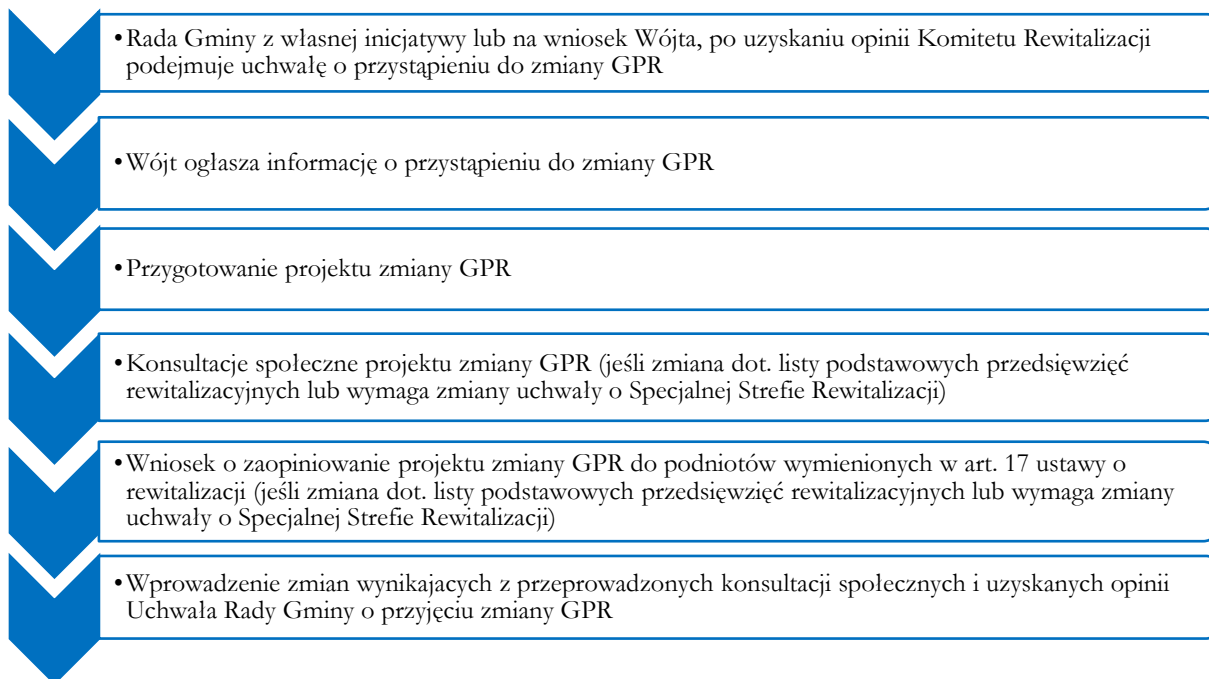 •Rada Gminy z własnej inicjatywy lub na wniosek Wójta, po uzyskaniu opinii Komitetu Rewitalizacji
podejmuje uchwałę o przystąpieniu do zmiany GPR
•Wójt ogłasza informację o przystąpieniu do zmiany GPR
•Przygotowanie projektu zmiany GPR
•Konsultacje społeczne projektu zmiany GPR (jeśli zmiana dot. listy podstawowych przedsięwzięć
rewitalizacyjnych lub wymaga zmiany uchwały o Specjalnej Strefie Rewitalizacji)
•Wniosek o zaopiniowanie projektu zmiany GPR do podniotów wymienionych w art. 17 ustawy o
rewitalizacji (jeśli zmiana dot. listy podstawowych przedsięwzięć rewitalizacyjnych lub wymaga zmiany
uchwały o Specjalnej Strefie Rewitalizacji)
•Wprowadzenie zmian wynikajacych z przeprowadzonych konsultacji społecznych i uzyskanych opinii
Uchwała Rady Gminy o przyjęciu zmiany GPR